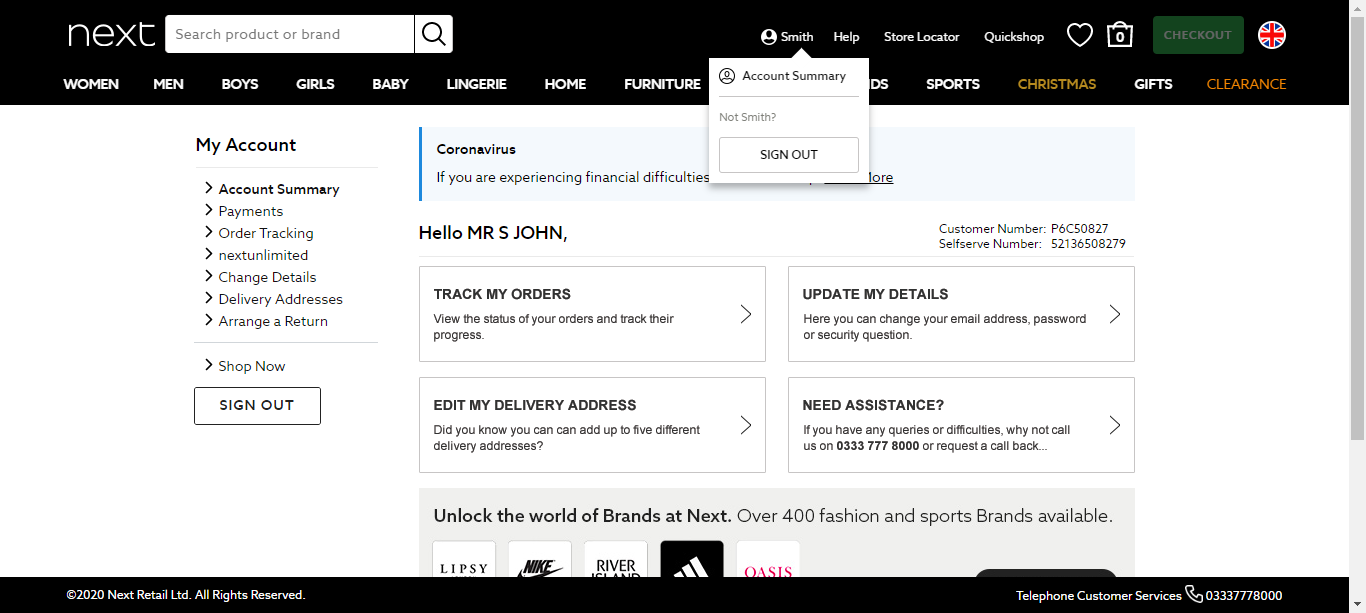 next
Search product or brand
Smith
Help
Store Locator
Quickshop
0
CHECKOUT
WOMEN
MEN
BOYS
GIRLS
BABY
LINGERIE
HOME
FURNITURE
DS
SPORTS
CHRISTMAS
GIFTS
CLEARANCE
Account Summary
Not Smith?
SIGN OUT
My Account
Account Summary
Payments
Order Tracking
nextunlimited
Change Details
Delivery Addresses
Arrange a Return
Shop Now
SIGN OUT
Coronavirus
If you are experiencing financial difficulties More
Hello MR S JOHN,
Customer Number: P6C50827
Selfserve Number: 52136508279
TRACK MY ORDERS
View the status of your orders and track their
progress.
UPDATE MY DETAILS
Here you can change your email address, password
or security question.
EDIT MY DELIVERY ADDRESS
Did you know you can can add up to five different
delivery addresses?
NEED ASSISTANCE?
If you have any queries or difficulties, why not call
us on 0333 777 8000 or request a call back...
Unlock the world of Brands at Next. Over 400 fashion and sports Brands available.
LIPSY
NIKE
RIVER
ISLAND
OASIS
©2020 Next Retail Ltd. All Rights Reserved.
Telephone Customer Services 03337778000